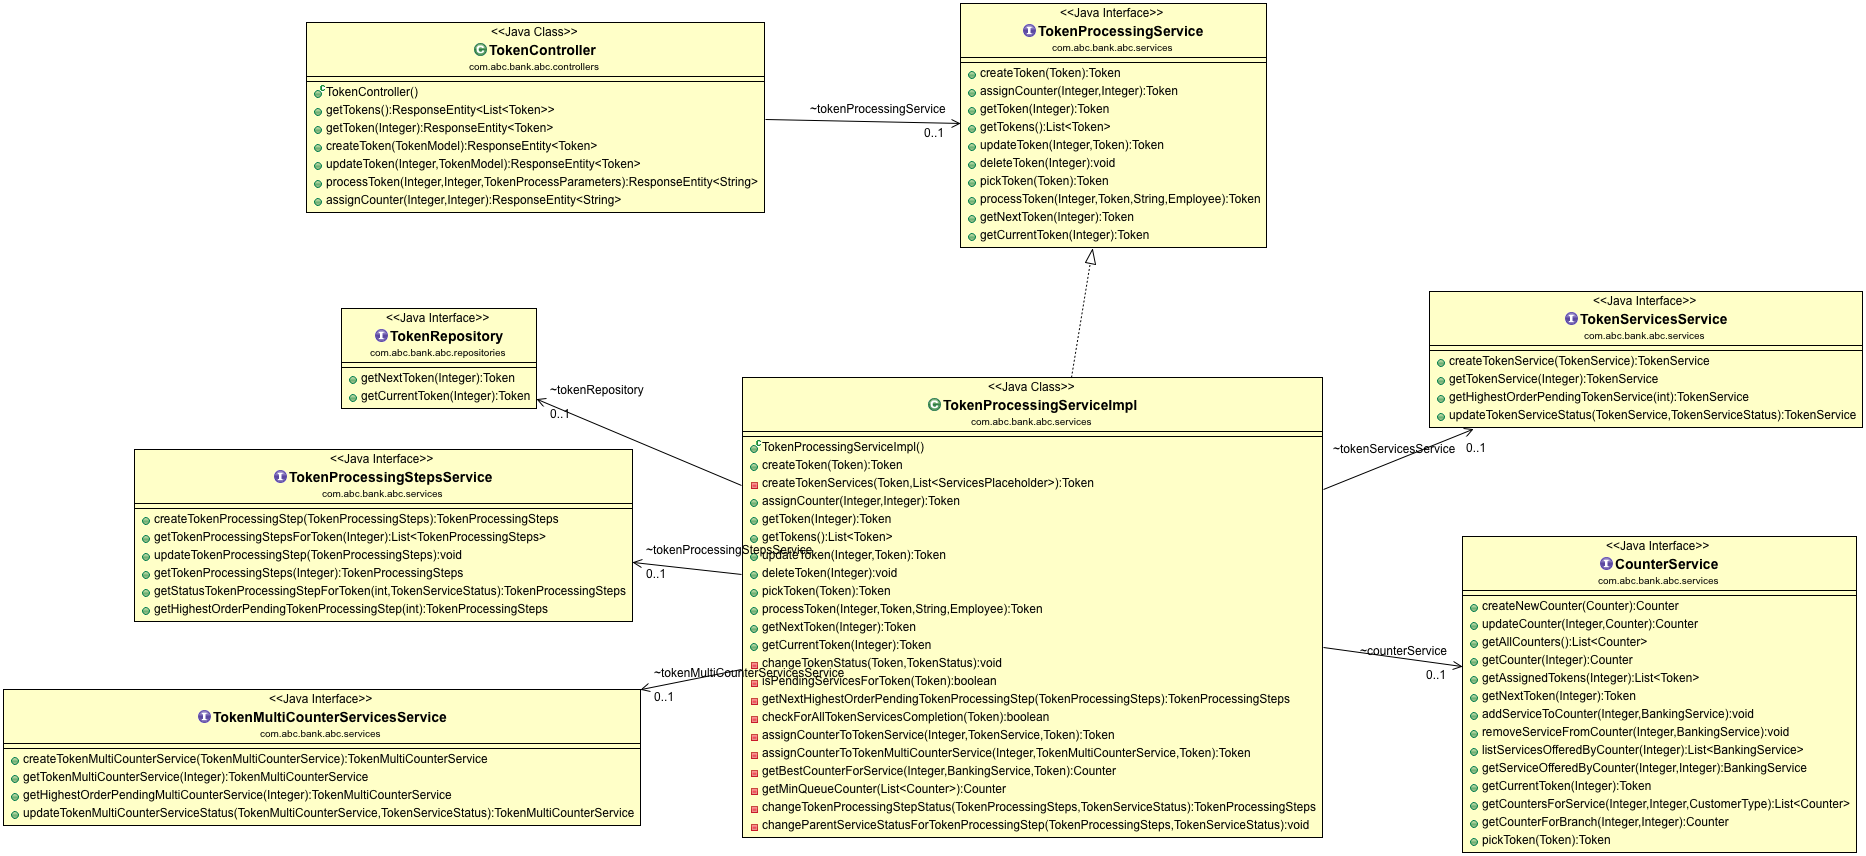 <<Java Class>>
TokenController
com.abc.bank.abc.controllers
TokenController()
getTokens():ResponseEntity<List<Token>>
getToken(Integer):ResponseEntity<Token>
createToken(TokenModel):ResponseEntity<Token>
updateToken(Integer,TokenModel):ResponseEntity<Token>
processToken(Integer,Integer,TokenProcessParameters):ResponseEntity<String>
assignCounter(Integer,Integer):ResponseEntity<String>
~tokenProcessingService
0..1
<<Java Interface>>
TokenProcessingService
com.abc.bank.abc.services
createToken(Token):Token
assignCounter(Integer,Integer):Token
getToken(Integer):Token
getTokens():List<Token>
updateToken(Integer,Token):Token
deleteToken(Integer):void
pickToken(Token):Token
processToken(Integer,Token,String,Employee):Token
getNextToken(Integer):Token
getCurrentToken(Integer):Token
<<Java Interface>>
TokenRepository
com.abc.bank.abc.repositories
getNextToken(Integer):Token
getCurrentToken(Integer):Token
~tokenRepository
0..1
<<Java Interface>>
TokenProcessingStepsService
com.abc.bank.abc.services
createTokenProcessingStep(TokenProcessingSteps):TokenProcessingSteps
getTokenProcessingStepsForToken(Integer):List<TokenProcessingSteps>
updateTokenProcessingStep(TokenProcessingSteps):void
getTokenProcessingSteps(Integer):TokenProcessingSteps
getStatusTokenProcessingStepForToken(int,TokenServiceStatus):TokenProcessingSteps
getHighestOrderPendingTokenProcessingStep(int):TokenProcessingSteps
~tokenProcessingStepsService
0..1
<<Java Interface>>
TokenMultiCounterServicesService
com.abc.bank.abc.services
createTokenMultiCounterService(TokenMultiCounterService):TokenMultiCounterService
getTokenMultiCounterService(Integer):TokenMultiCounterService
getHighestOrderPendingMultiCounterService(Integer):TokenMultiCounterService
updateTokenMultiCounterServiceStatus(TokenMultiCounterService,TokenServiceStatus):TokenMultiCounterService
~tokenMultiCounterServicesService
0..1
<<Java Class>>
TokenProcessingServiceImpl
com.abc.bank.abc.services
TokenProcessingServiceImpl()
createToken(Token):Token
createTokenServices(Token,List<ServicesPlaceholder>):Token
assignCounter(Integer,Integer):Token
getToken(Integer):Token
getTokens():List<Token>
updateToken(Integer,Token):Token
deleteToken(Integer):void
pickToken(Token):Token
processToken(Integer,Token,String,Employee):Token
getNextToken(Integer):Token
getCurrentToken(Integer):Token
changeTokenStatus(Token,TokenStatus):void
isPendingServicesForToken(Token):boolean
getNextHighestOrderPendingTokenProcessingStep(TokenProcessingSteps):TokenProcessingSteps
checkForAllTokenServicesCompletion(Token):boolean
assignCounterToTokenService(Integer,TokenService,Token):Token
assignCounterToTokenMultiCounterService(Integer,TokenMultiCounterService,Token):Token
getBestCounterForService(Integer,BankingService,Token):Counter
getMinQueueCounter(List<Counter>):Counter
changeTokenProcessingStepStatus(TokenProcessingSteps,TokenServiceStatus):TokenProcessingSteps
changeParentServiceStatusForTokenProcessingStep(TokenProcessingSteps,TokenServiceStatus):void
<<Java Interface>>
TokenServicesService
com.abc.bank.abc.services
createTokenService(TokenService):TokenService
getTokenService(Integer):TokenService
getHighestOrderPendingTokenService(int):TokenService
updateTokenServiceStatus(TokenService,TokenServiceStatus):TokenService
~tokenServicesService
0..1
<<Java Interface>>
CounterService
com.abc.bank.abc.services
createNewCounter(Counter):Counter
updateCounter(Integer,Counter):Counter
getAllCounters():List<Counter>
getCounter(Integer):Counter
getAssignedTokens(Integer):List<Token>
getNextToken(Integer):Token
addServiceToCounter(Integer,BankingService):void
removeServiceFromCounter(Integer,BankingService):void
listServicesOfferedByCounter(Integer):List<BankingService>
getServiceOfferedByCounter(Integer,Integer):BankingService
getCurrentToken(Integer):Token
getCountersForService(Integer,Integer,CustomerType):List<Counter>
getCounterForBranch(Integer,Integer):Counter
pickToken(Token):Token
~counterService
0..1